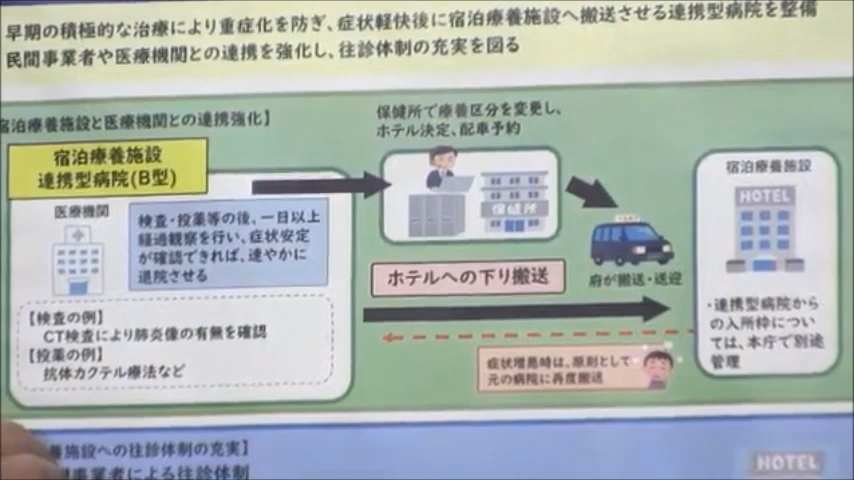 早期の積極的な治療により重症化を防ぎ、症状軽快後に宿泊療養施設へ搬送させる連携型病院を整備
民間事業者や医療機関との連携を強化し、往診体制の充実を図る
宿泊療養施設と医療機関との連携強化】
保健所で療養区分を変更し、
ホテル決定、配車予約
宿泊療養施設
連携型病院(B型)
医療機関
検査・投薬等の後、一日以上
経過観察を行い、症状安定
が確認できれば、速やかに
退院させる
保健所
TAXI
府が搬送・送迎
宿泊療養施設
HOTEL
・連携型病院から
の入所枠につい
ては、本庁で別途
管理
ホテルへの下り搬送
【検査の例】
CT検査により肺炎像の有無を確認
【投薬の例】
抗体カクテル療法など
症状増悪時は、原則として
元の病院に再度搬送
養施設への往診体制の充実】
事業者による往診体制
HOTEL